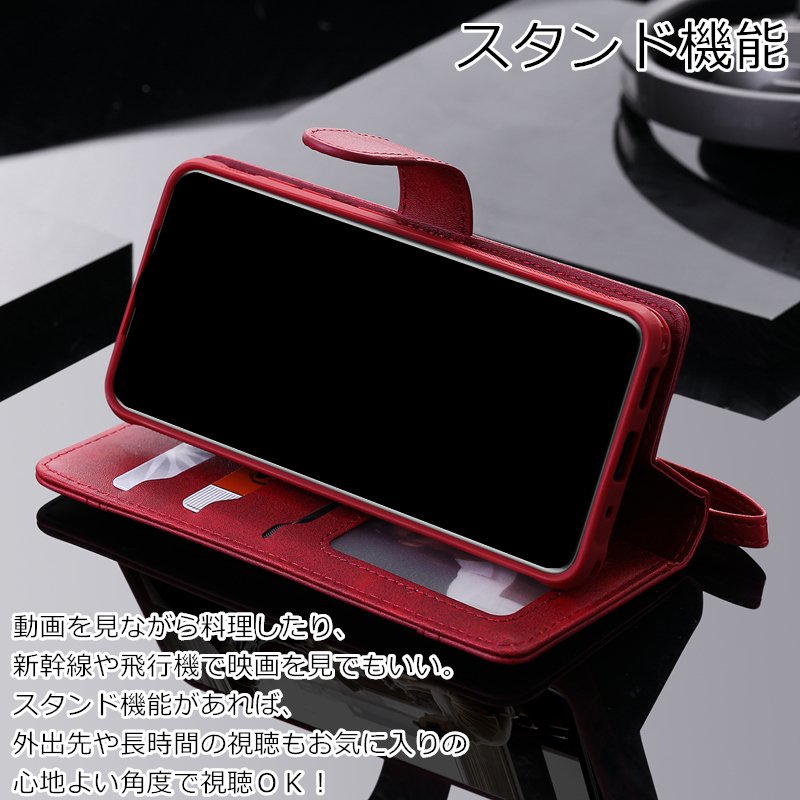 スタンド機能
動画を見ながら料理したり、
新幹線や飛行機で映画を見てもいい。
スタンド機能があれば、
外出先や長時間の視聴もお気に入りの
心地よい角度で視聴ＯＫ！